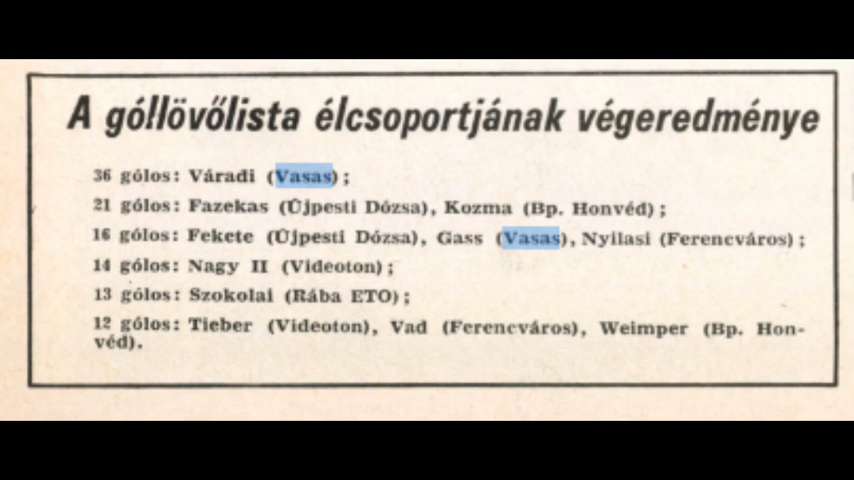 A góllövőlista élcsoportjának végeredménye
36 gólos: Váradi (Vasas);
21 gólos: Fazekas (Újpesti Dózsa), Kozma (Bp. Honvéd);
16 gólos: Fekete (Újpesti Dózsa), Gass (Vasas), Nyilasi (Ferencváros);
14 gólos: Nagy II (Videoton);
13 gólos: Szokolai (Rába ETO);
12 gólos: Tieber (Videoton), Vad (Ferencváros), Weimper (Bp. Hon-
véd).